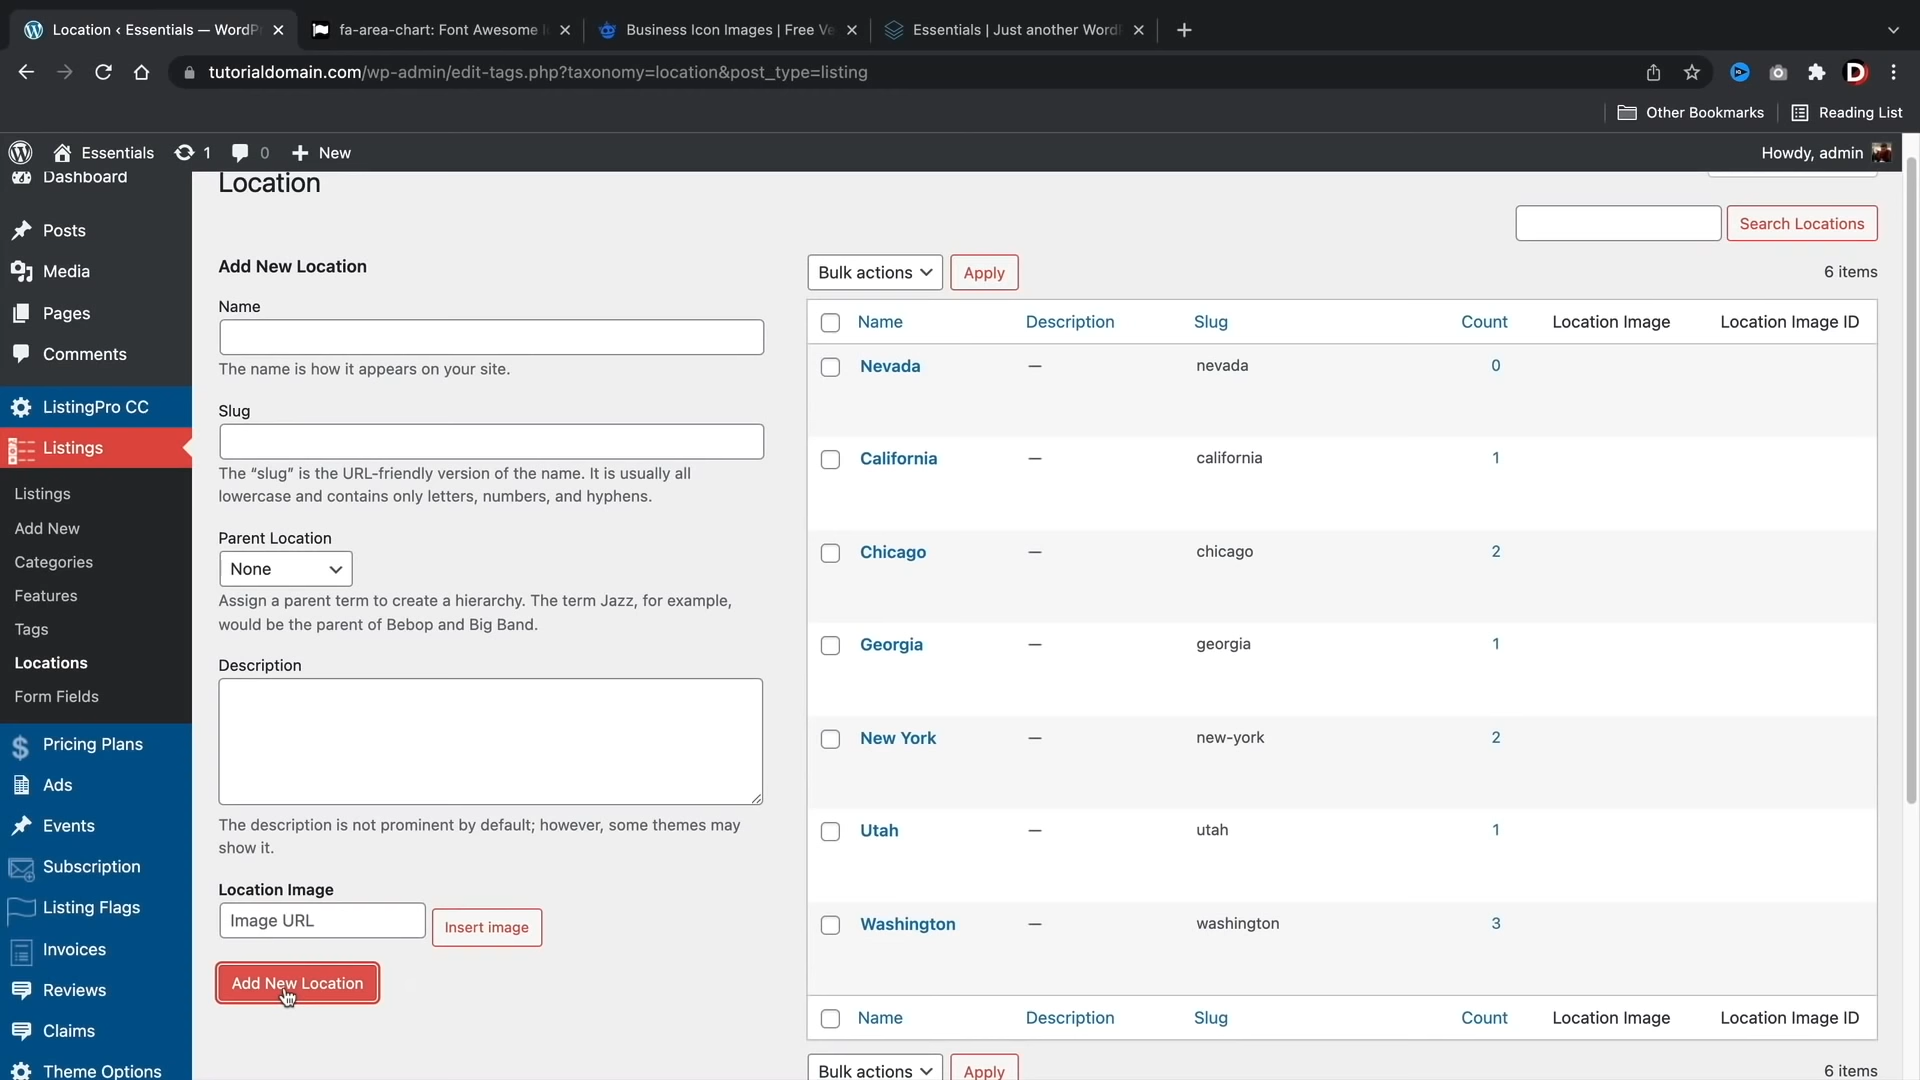 Location ‹ Essentials — WordP
fa-area-chart: Font Awesome I
Business Icon Images | Free Ve
Essentials | Just another Word
tutorialdomain.com/wp-admin/edit-tags.php?taxonomy=location&post_type=listing
Other Bookmarks
Reading List
Essentials
1
0
New
Howdy, admin
Dashboard
Posts
Media
Pages
Comments
ListingPro CC
Listings
Listings
Add New
Categories
Features
Tags
Locations
Form Fields
Pricing Plans
Ads
Events
Subscription
Listing Flags
Invoices
Reviews
Claims
Theme Options
Location
Search Locations
Add New Location
Name
The name is how it appears on your site.
Slug
The “slug” is the URL-friendly version of the name. It is usually all
lowercase and contains only letters, numbers, and hyphens.
Parent Location
None
Assign a parent term to create a hierarchy. The term Jazz, for example,
would be the parent of Bebop and Big Band.
Description
The description is not prominent by default; however, some themes may
show it.
Location Image
Image URL
Insert image
Add New Location
Bulk actions
Apply
6 items
Name Description Slug Count Location Image Location Image ID
Nevada — nevada 0
California — california 1
Chicago — chicago 2
Georgia — georgia 1
New York — new-york 2
Utah — utah 1
Washington — washington 3
Name Description Slug Count Location Image Location Image ID
Bulk actions
Apply
6 items